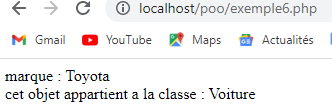 localhost/poo/exemple6.php
Gmail YouTube Maps Actualités
marque : Toyota
cet objet appartient a la classe : Voiture